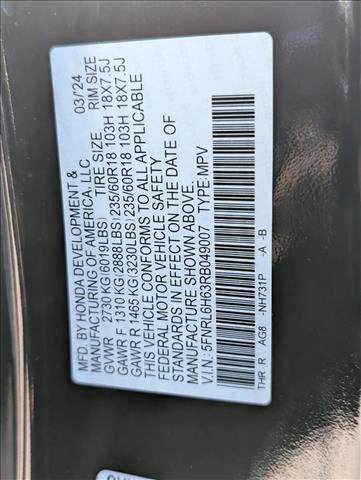 MFD. BY HONDA DEVELOPMENT & 03/'24
MANUFACTURING OF AMERICA, LLC.
TIRE SIZE RIM SIZE
GVWR 2730 KG(6019LBS)
GAWR F 1310 KG(2888LBS)235/60R18 103H 18X7.5J
GAWR R 1465 KG(3230LBS)235/60R18 103H 18X7.5J
THIS VEHICLE CONFORMS TO ALL APPLICABLE
FEDERAL MOTOR VEHICLE SAFETY
STANDARDS IN EFFECT ON THE DATE OF
MANUFACTURE SHOWN ABOVE.
V.I.N: 5FNRL6H63RB049007 TYPE:MPV
THR R AG8 -NH731P -A -B